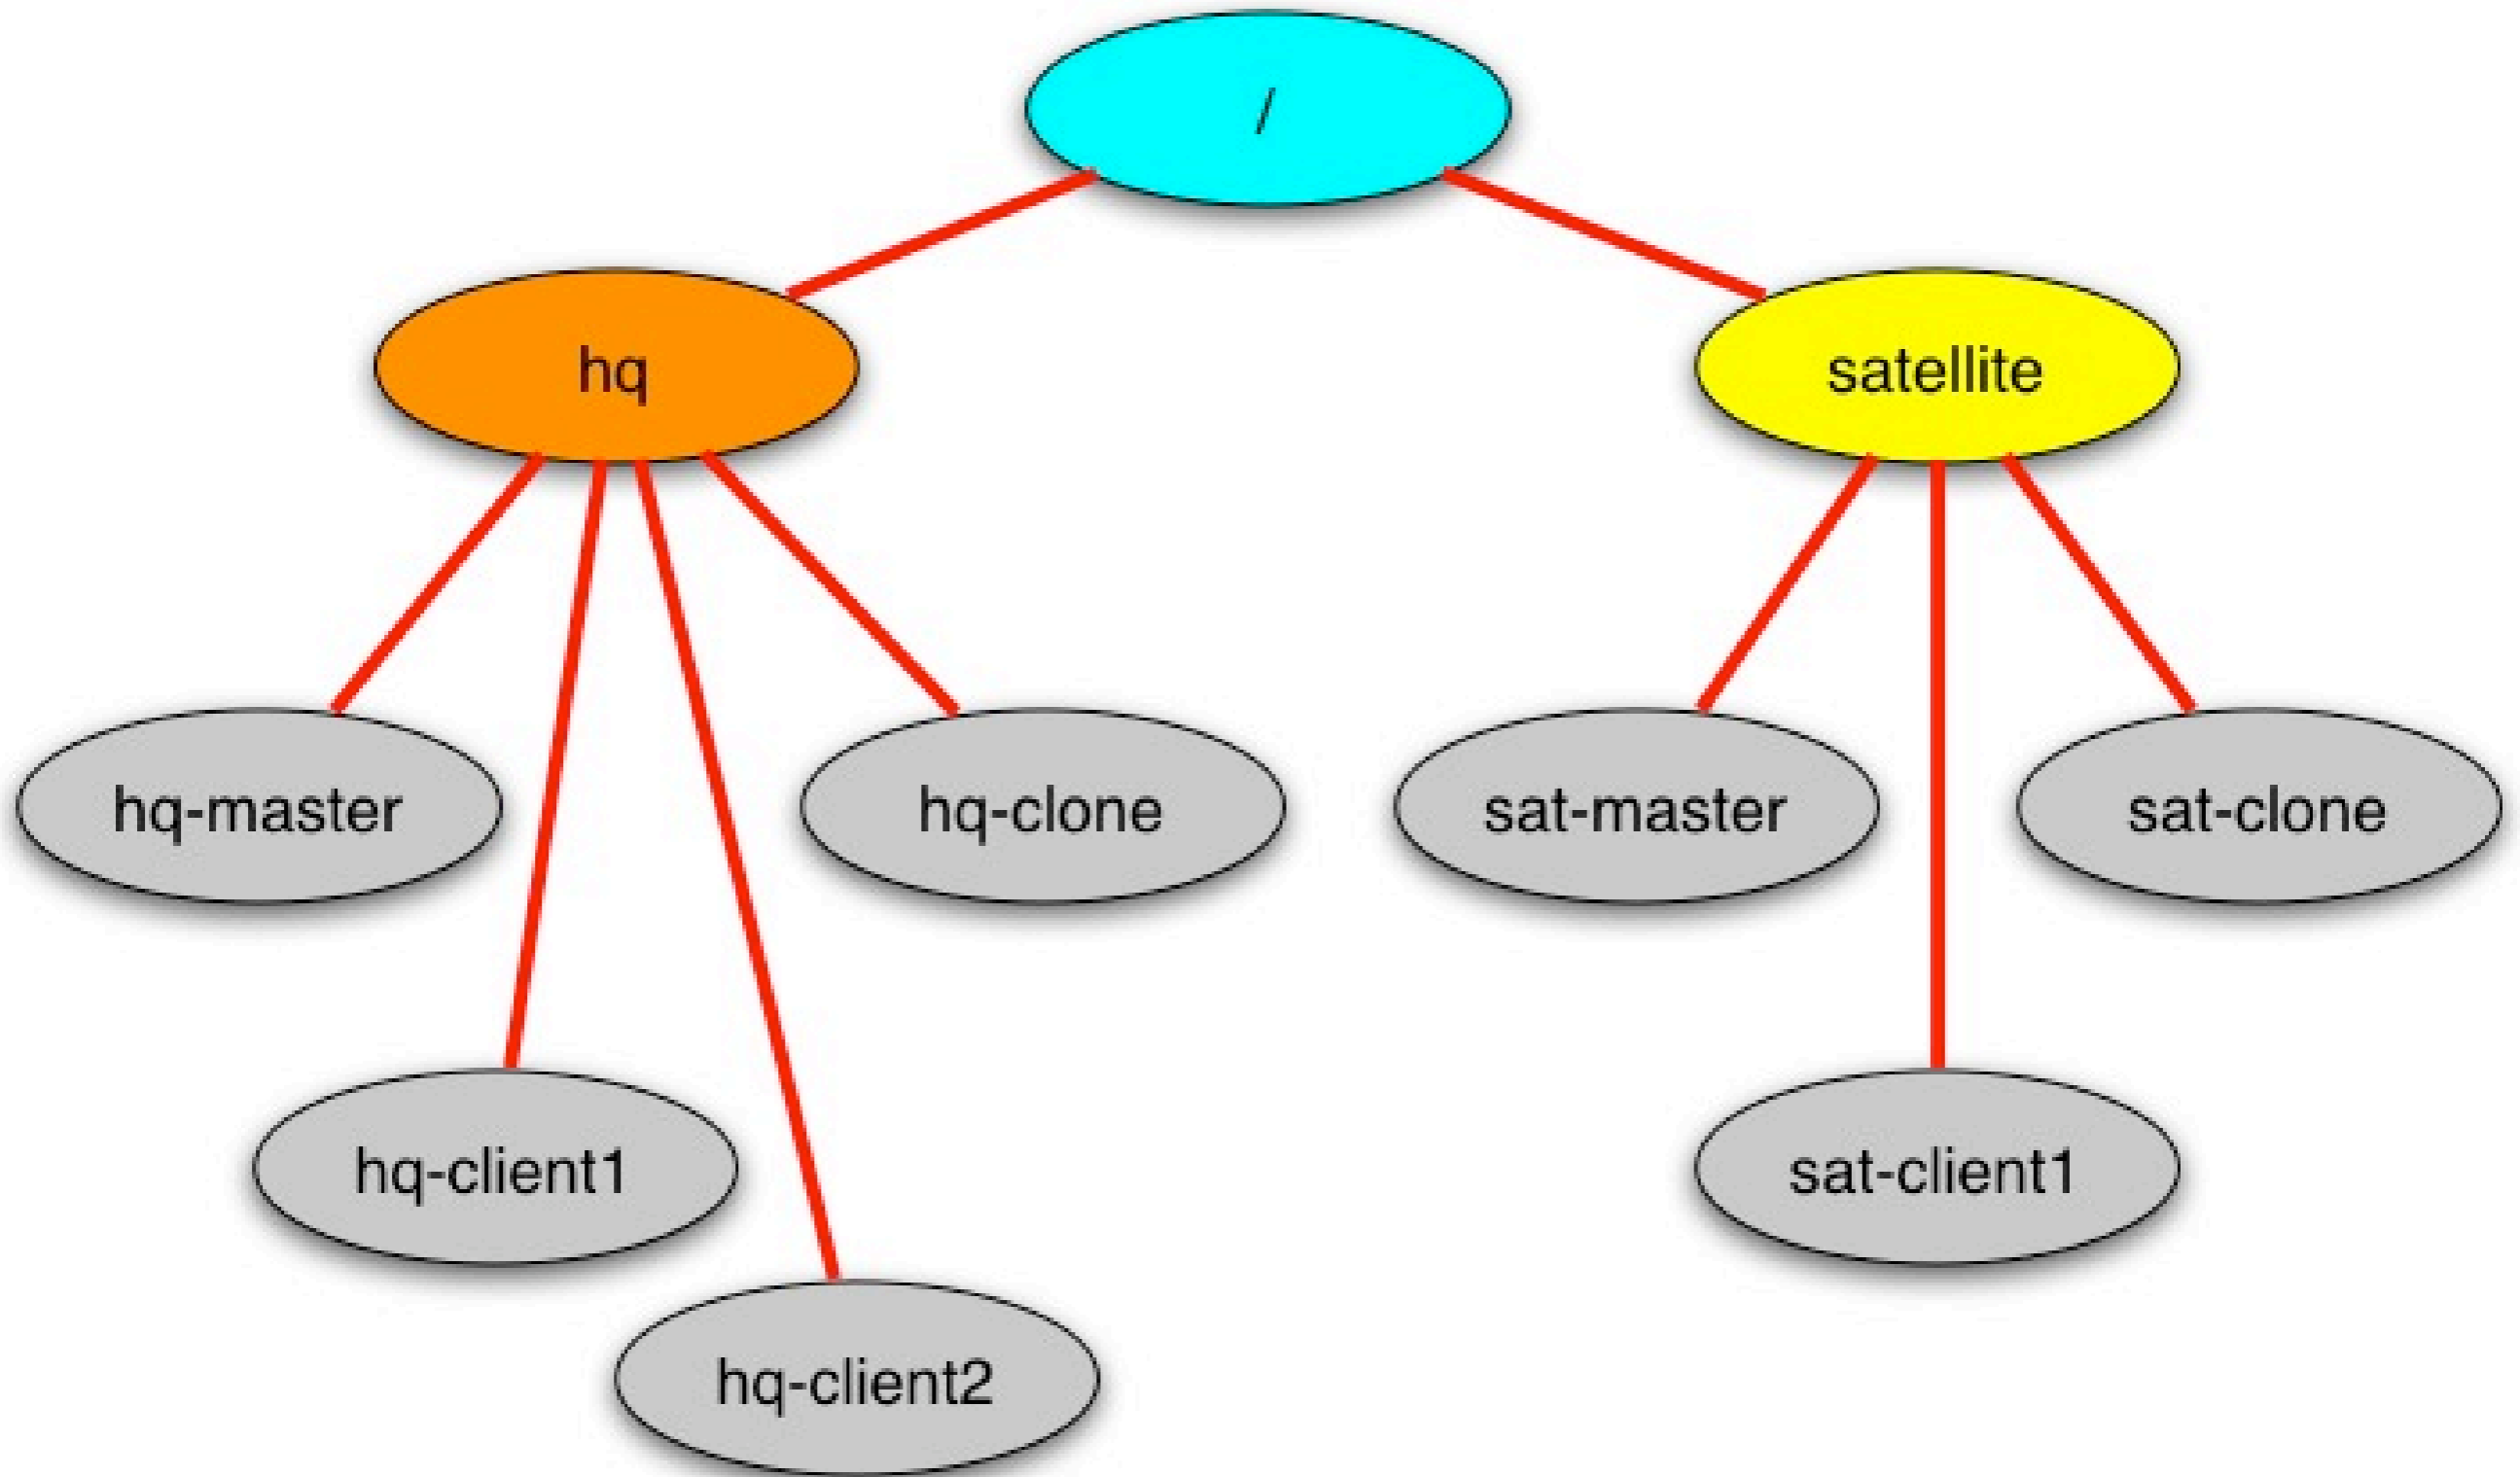 /
hq
satellite
hq-master
hq-clone
sat-master
sat-clone
hq-client1
sat-client1
hq-client2